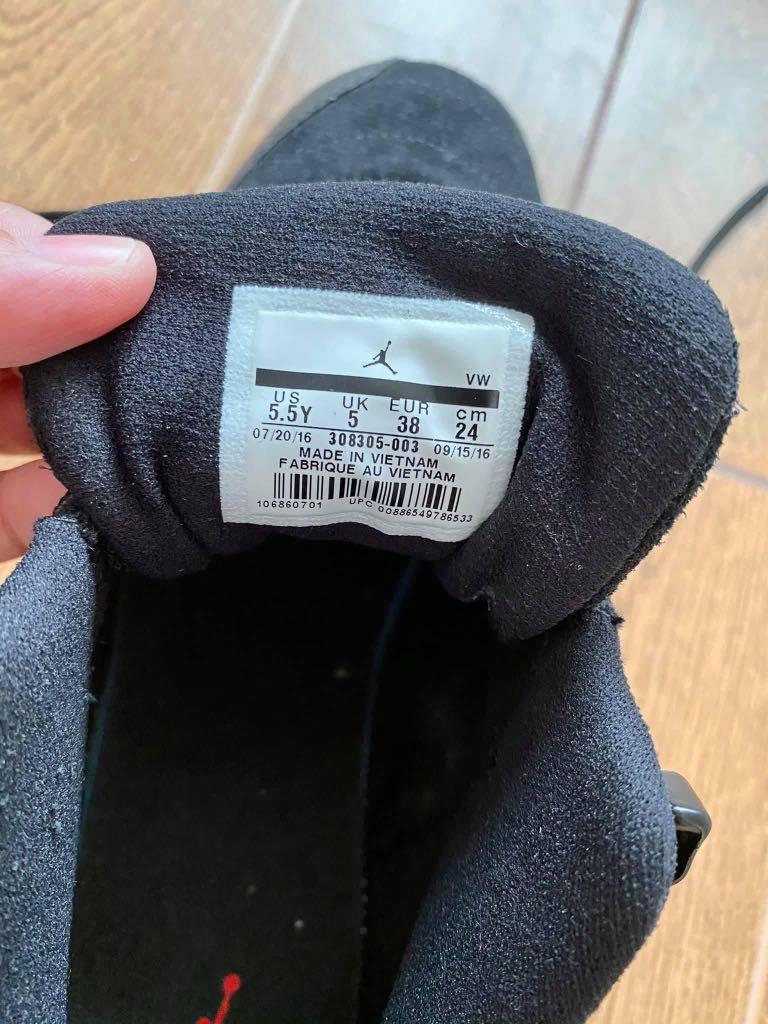 VW
US UK EUR cm
5.5Y 5 38 24
07/20/16 308305-003 09/15/16
MADE IN VIETNAM
FABRIQUE AU VIETNAM
106860701 UPC 00886549786533